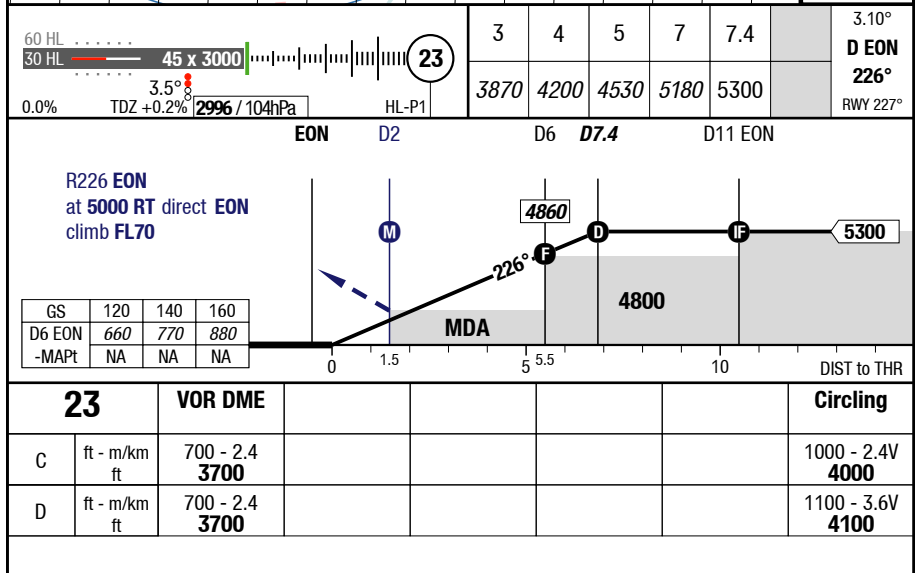 60 HL
30 HL
45 x 3000
23
3.5°
0.0%
TDZ +0.2%
2996 / 104hPa
HL-P1
3 4 5 7 7.4
3870 4200 4530 5180 5300
3.10°
D EON
226°
RWY 227°
EON D2 D6 D7.4 D11 EON
R226 EON
at 5000 RT direct EON
climb FL70
4860
M
F
D
IF
5300
226°
4800
MDA
GS 120 140 160
D6 EON 660 770 880
-MAPt NA NA NA
0 1.5 5 5.5 10 DIST to THR
23 VOR DME Circling
C ft - m/km 700 - 2.4 1000 - 2.4V
ft 3700 4000
D ft - m/km 700 - 2.4 1100 - 3.6V
ft 3700 4100